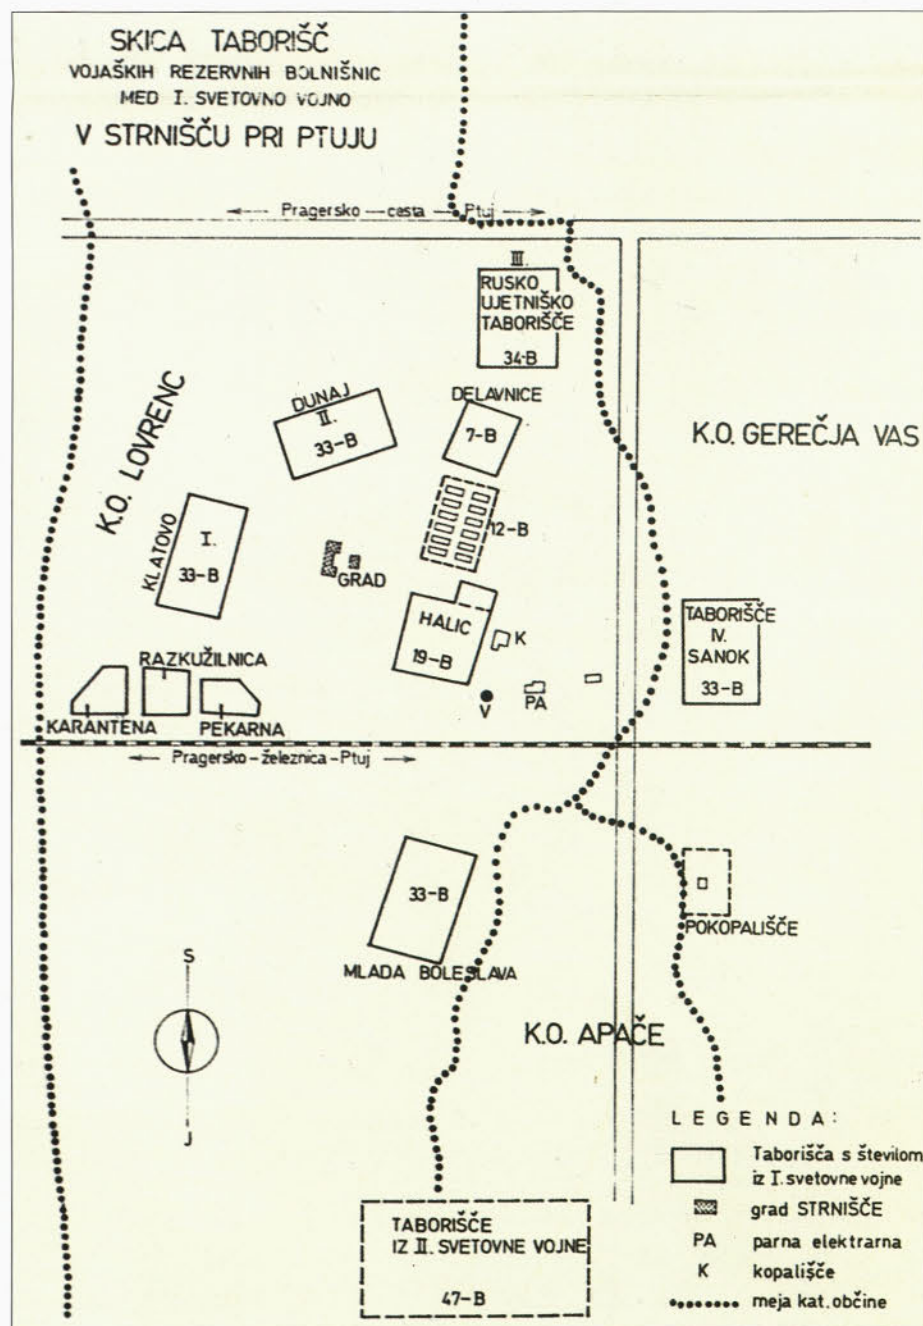 SKICA TABORIŠČ
VOJAŠKIH REZERVNIH BOLNIŠNIC
MED I. SVETOVNO VOJNO
V STRNIŠČU PRI PTUJU
Pragersko — cesta — Ptuj
III.
RUSKO
UJETNIŠKO
TABORIŠČE
34-B
DUNAJ
II.
33-B
DELAVNICE
7-B
K.O. LOVRENC
K.O. GEREČJA VAS
12-B
KLATOVO
I.
33-B
GRAD
HALIC
19-B
K
TABORIŠČE
IV.
SANOK
33-B
RAZKUŽILNICA
KARANTENA
PEKARNA
V
PA
Pragersko-železnica-Ptuj
33-B
MLADA BOLESLAVA
POKOPALIŠČE
S
J
K.O. APAČE
LEGENDA:
Taborišča s številom
iz I. svetovne vojne
grad STRNIŠČE
PA parna elektrarna
K kopališče
meja kat. občine
TABORIŠČE
IZ II. SVETOVNE VOJNE
47-B